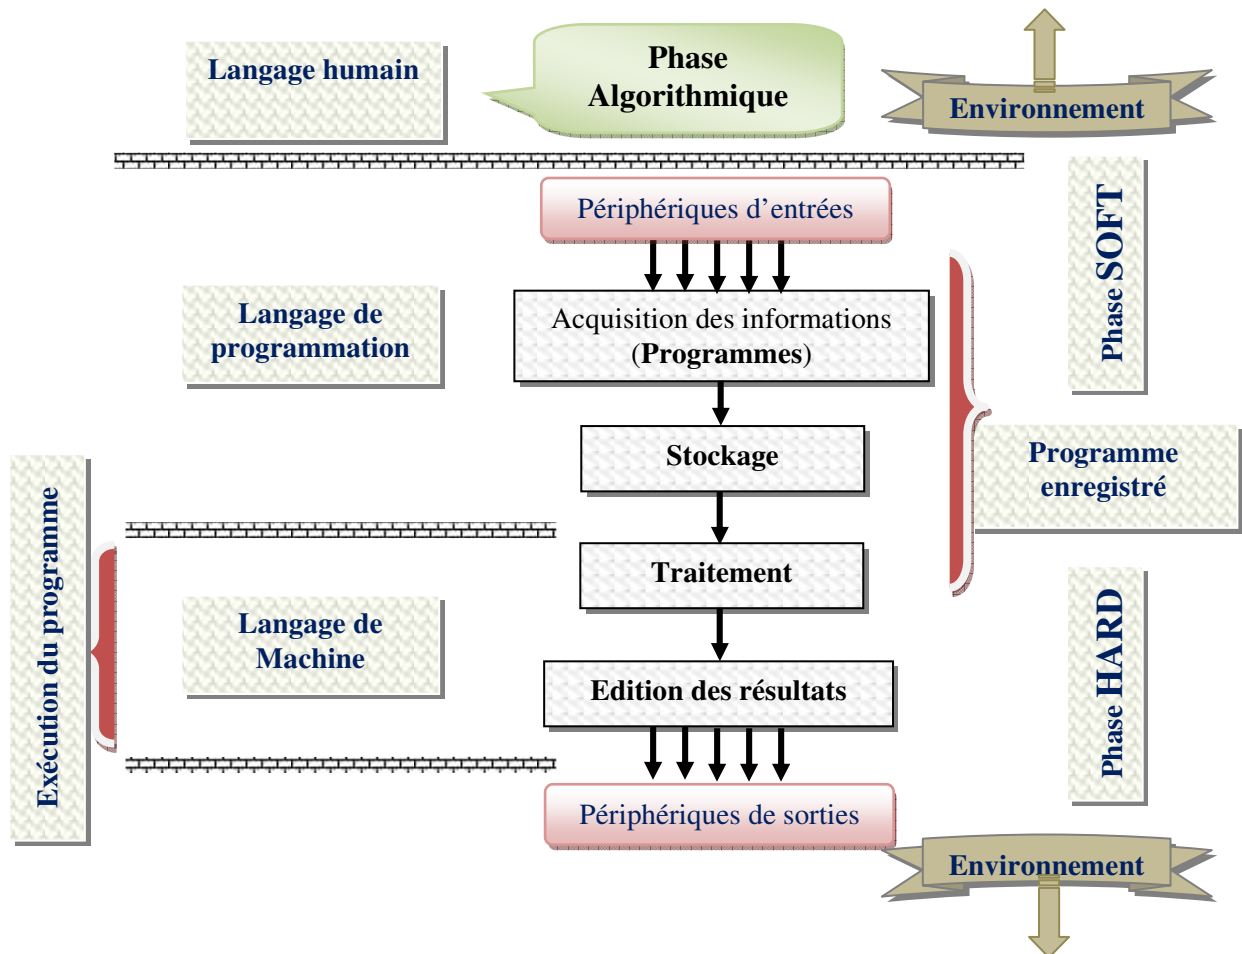 Langage humain
Phase
Algorithmique
Environnement
Périphériques d'entrées
Phase SOFT
Langage de
programmation
Acquisition des informations
(Programmes)
Stockage
Programme
enregistré
Exécution du programme
Traitement
Langage de
Machine
Phase HARD
Edition des résultats
Périphériques de sorties
Environnement